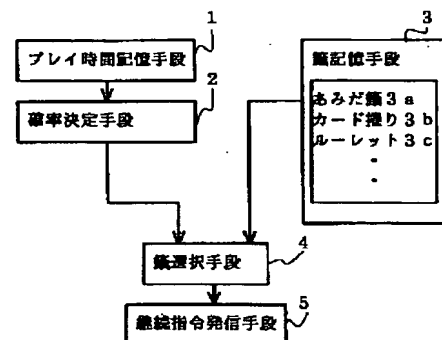 1
プレイ時間記憶手段
2
確率決定手段
3
籤記憶手段
あみだ籤3a
カード捲り3b
ルーレット3c
・
・
4
籤選択手段
5
継続指令発信手段